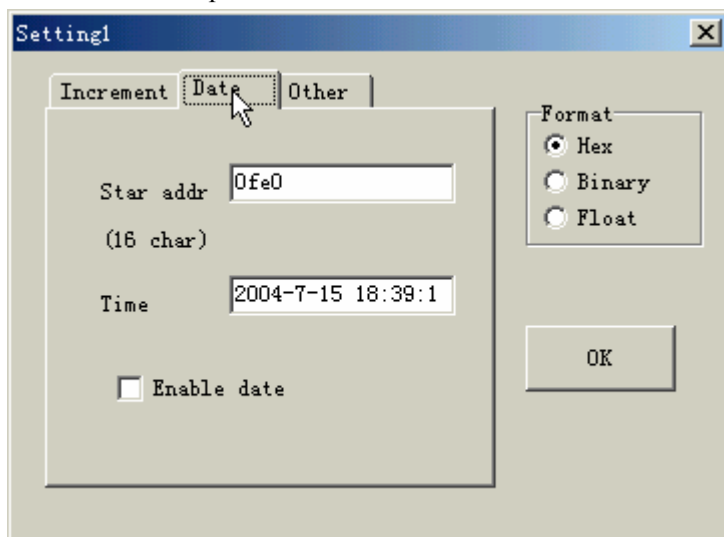 Setting1
Increment Date Other
Star addr 0fe0
(16 char)
Time 2004-7-15 18:39:1
Enable date
Format
Hex
Binary
Float
OK